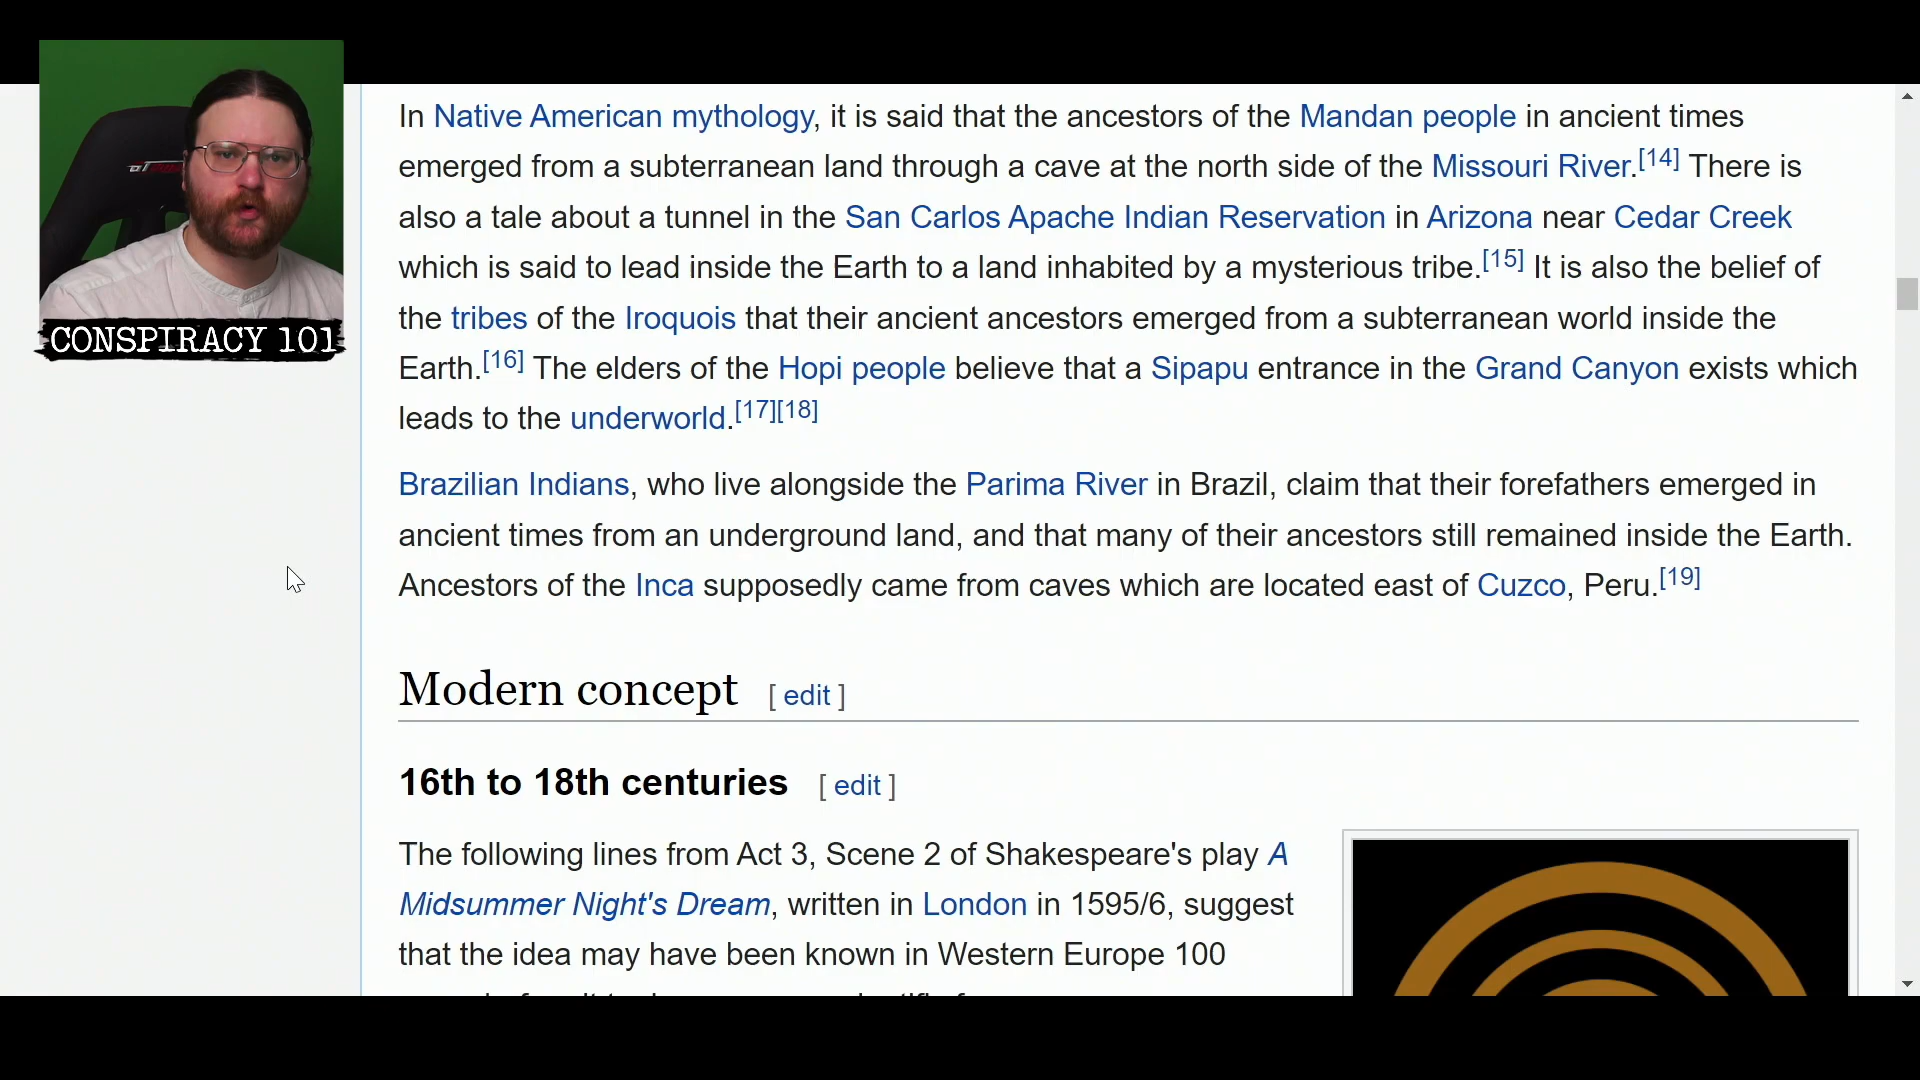 In Native American mythology, it is said that the ancestors of the Mandan people in ancient times
emerged from a subterranean land through a cave at the north side of the Missouri River.[14] There is
also a tale about a tunnel in the San Carlos Apache Indian Reservation in Arizona near Cedar Creek
which is said to lead inside the Earth to a land inhabited by a mysterious tribe.[15] It is also the belief of
the tribes of the Iroquois that their ancient ancestors emerged from a subterranean world inside the
Earth.[16] The elders of the Hopi people believe that a Sipapu entrance in the Grand Canyon exists which
leads to the underworld.[17][18]
CONSPIRACY 101
Brazilian Indians, who live alongside the Parima River in Brazil, claim that their forefathers emerged in
ancient times from an underground land, and that many of their ancestors still remained inside the Earth.
Ancestors of the Inca supposedly came from caves which are located east of Cuzco, Peru.[19]
Modern concept [ edit ]
16th to 18th centuries [ edit ]
The following lines from Act 3, Scene 2 of Shakespeare's play A
Midsummer Night's Dream, written in London in 1595/6, suggest
that the idea may have been known in Western Europe 100